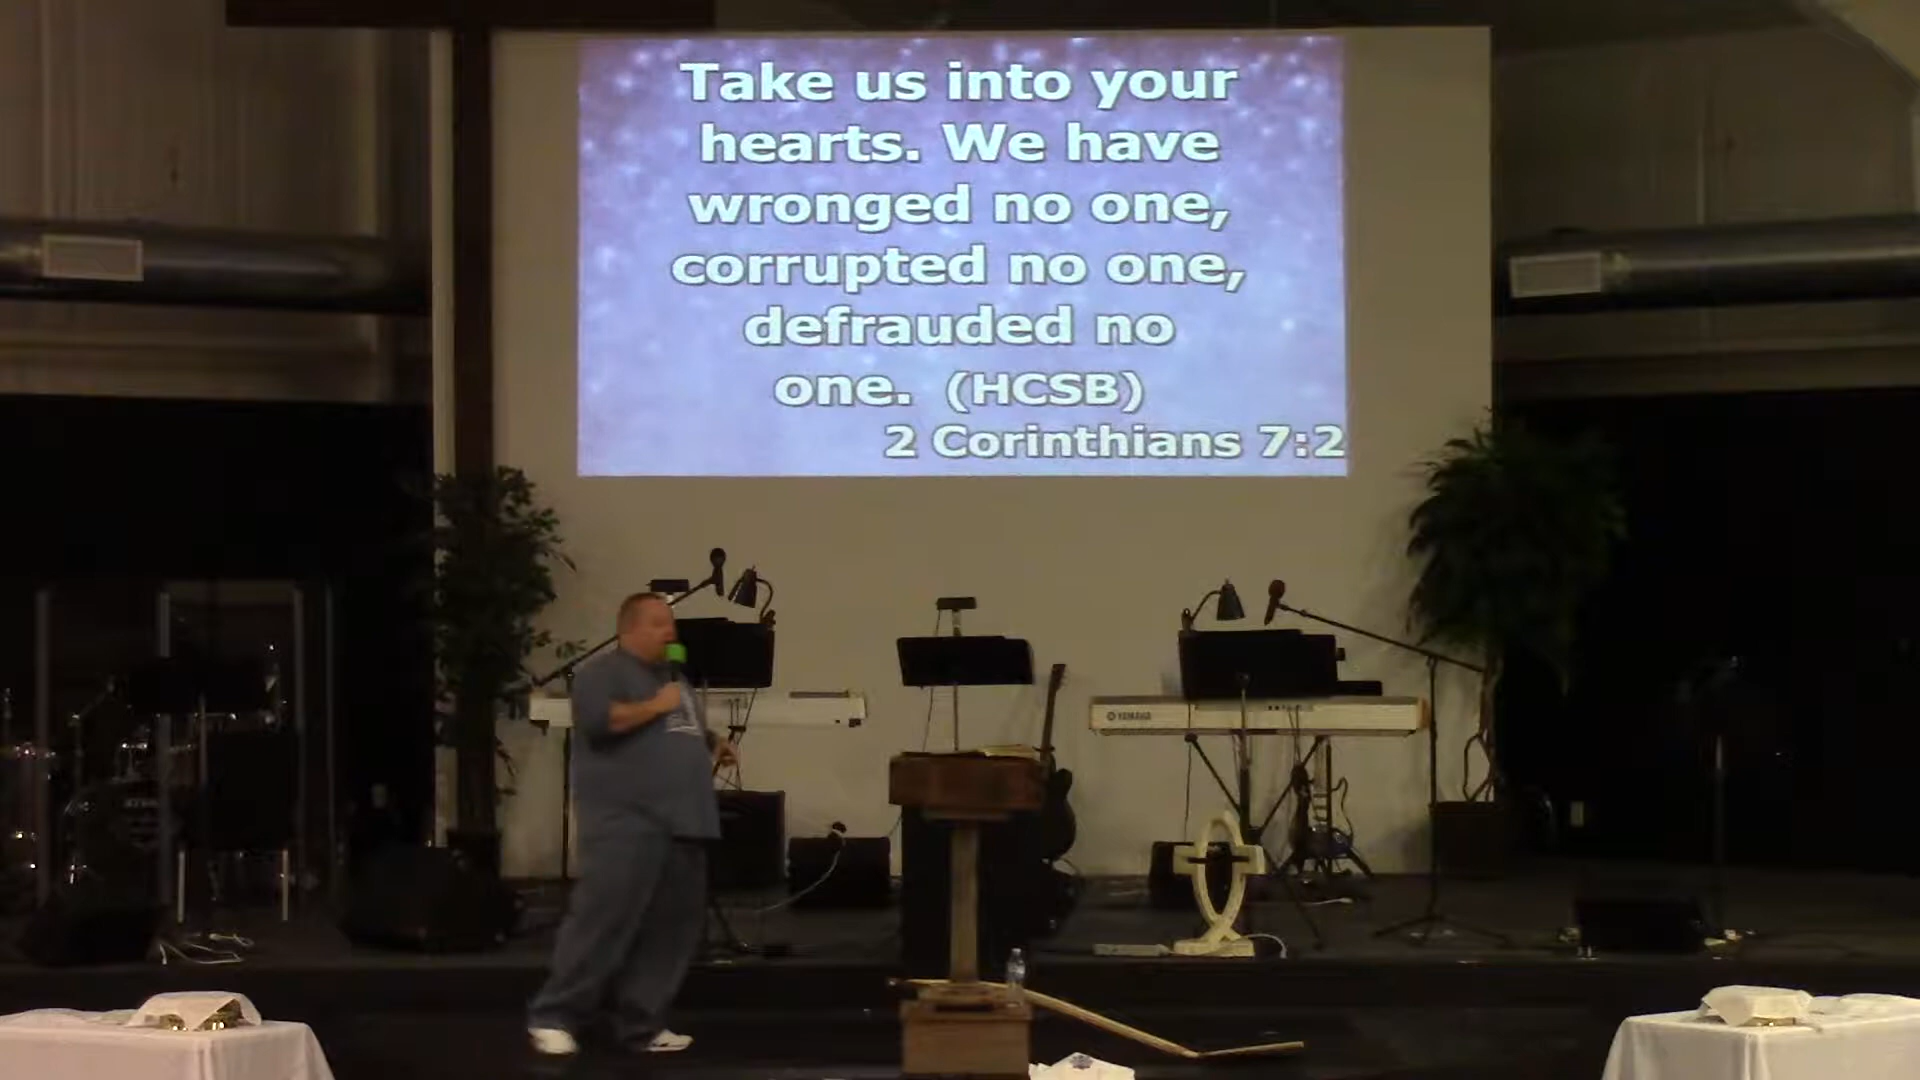 Take us into your
hearts. We have
wronged no one,
corrupted no one,
defrauded no
one. (HCSB)
2 Corinthians 7:2
YAMAHA